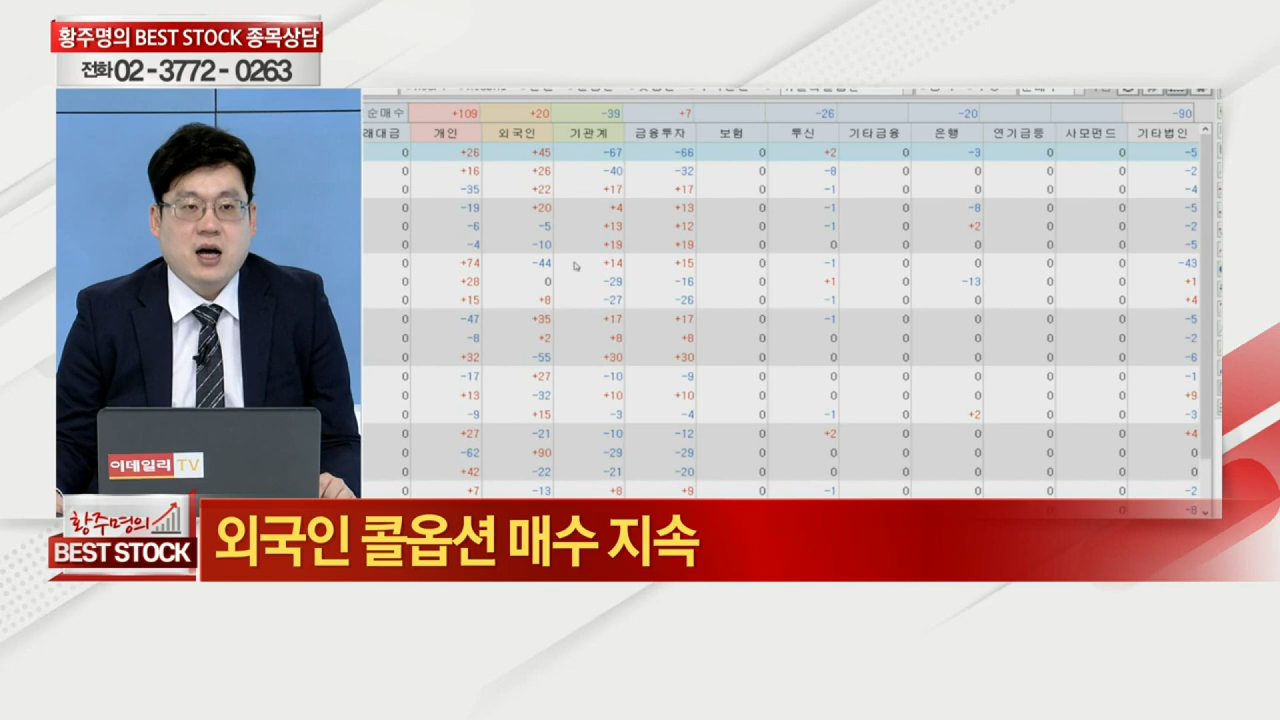 황주명의 BEST STOCK 종목상담
전화 02-3772-0263
순매수 +109 +20 -39 +7 -26 -20 -90
래대금 개인 외국인 기관계 금융투자 보험 투신 기타금융 은행 연기금등 사모펀드 기타법인
0 +26 +45 -67 -66 0 +2 0 -3 0 0 -5
0 +16 +26 -40 -32 0 -8 0 0 0 0 -2
0 -35 +22 +17 +17 0 -1 0 0 0 0 -4
0 -19 +20 +4 +13 0 -1 0 -8 0 0 -5
0 -6 -5 +13 +12 0 -1 0 +2 0 0 -2
0 -4 -10 +19 +19 0 0 0 0 0 0 -5
0 +74 -44 +14 +15 0 -1 0 0 0 0 -43
0 +28 0 -29 -16 0 +1 0 -13 0 0 +1
0 +15 +8 -27 -26 0 -1 0 0 0 0 +4
0 -47 +35 +17 +17 0 -1 0 0 0 0 -5
0 -8 +2 +8 +8 0 0 0 0 0 0 -2
0 +32 -55 +30 +30 0 0 0 0 0 0 -6
0 -17 +27 -10 -9 0 0 0 0 0 0 -1
0 +13 -32 +10 +10 0 0 0 0 0 0 +9
0 -9 +15 -3 -4 0 -1 0 +2 0 0 -3
0 +27 -21 -10 -12 0 +2 0 0 0 0 +4
0 -62 +90 -29 -29 0 0 0 0 0 0 0
0 +42 -22 -21 -20 0 0 0 0 0 0 0
0 +7 -13 +8 +9 0 -1 0 0 0 0 -2
-8
이데일리 TV
황주명의
BEST STOCK
외국인 콜옵션 매수 지속